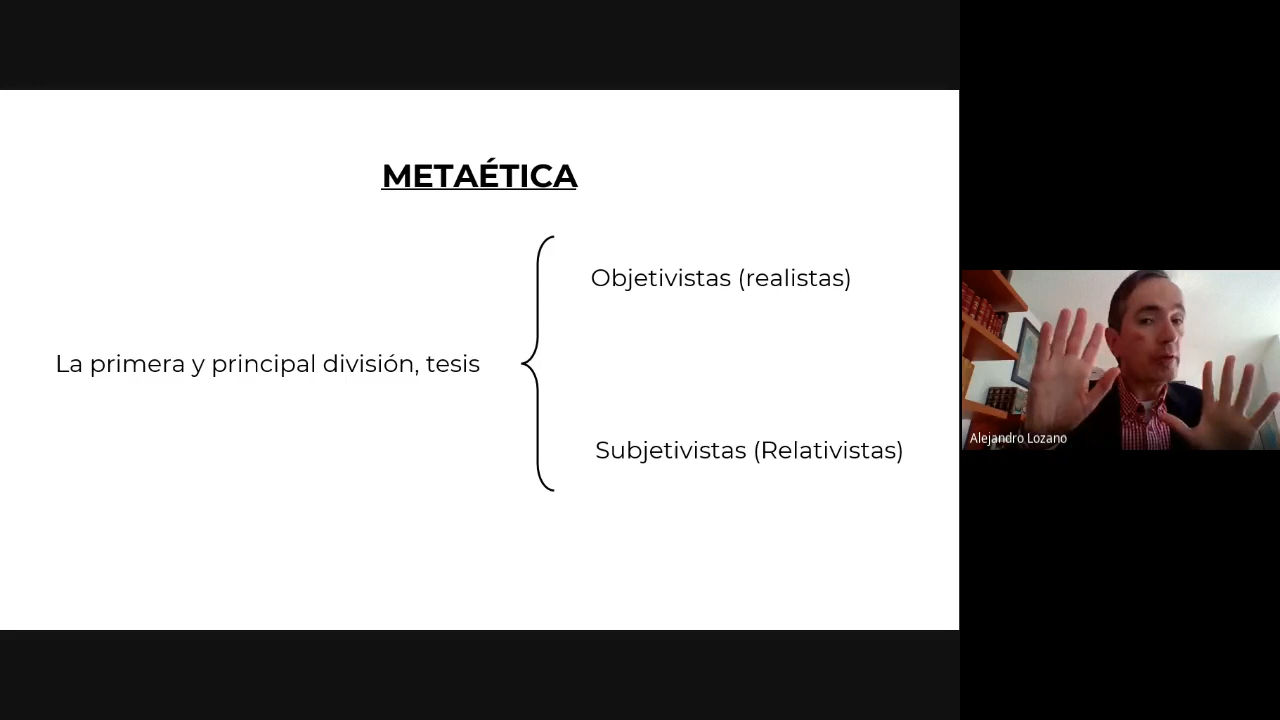 METAÉTICA
Objetivistas (realistas)
La primera y principal división, tesis
Subjetivistas (Relativistas)
Alejandro Lozano